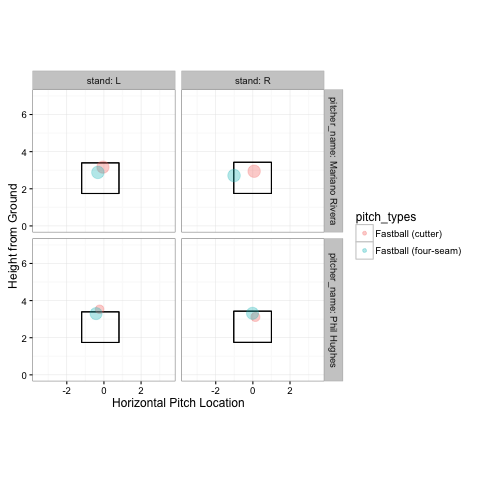 stand: L
stand: R
6
4
2
0
pitcher_name: Mariano Rivera
6
4
2
0
pitcher_name: Phil Hughes
Height from Ground
-2
0
2
-2
0
2
Horizontal Pitch Location
pitch_types
Fastball (cutter)
Fastball (four-seam)